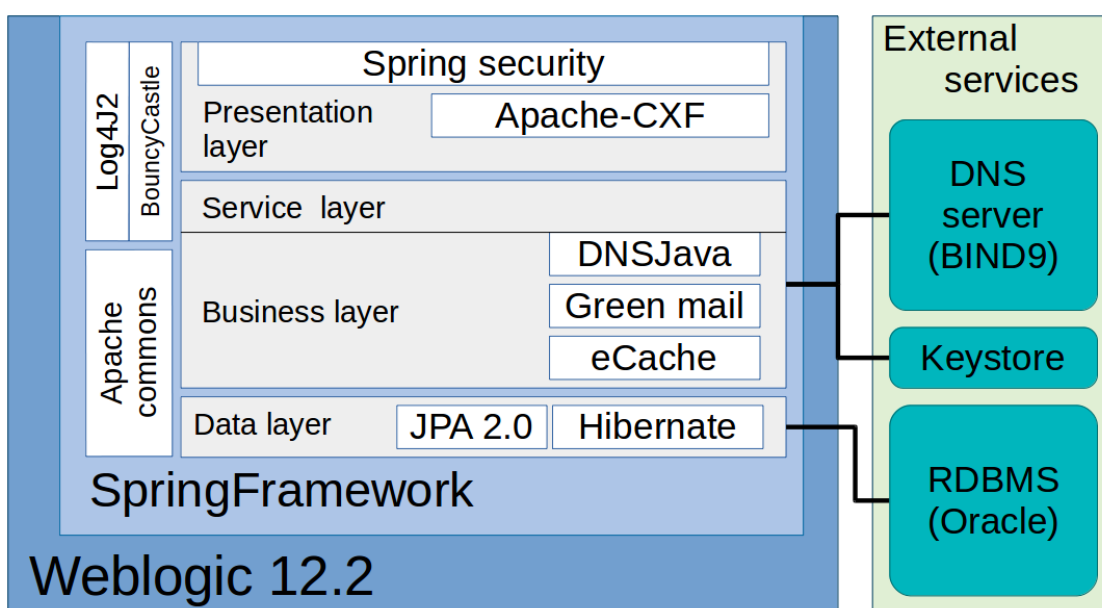 Log4J2
BouncyCastle
Apache
commons
Spring security
Presentation
layer
Apache-CXF
Service layer
Business layer
DNSJava
Green mail
eCache
Data layer
JPA 2.0
Hibernate
SpringFramework
Weblogic 12.2
External
services
DNS
server
(BIND9)
Keystore
RDBMS
(Oracle)